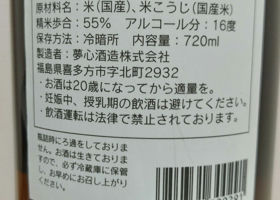 原材料名：米（国産）、米こうじ（国産米）
精米歩合：55% アルコール分：16度
保存方法：冷暗所 内容量：720ml
製造者：夢心酒造株式会社
福島県喜多方市字北町2932
・お酒は20歳になってから適量を。
・妊娠中、授乳期の飲酒は避けてください。
・飲酒運転は法律で禁止されています。
瓶詰時にろ過をしておりま
せん。お酒は生きております
ので、必ず冷蔵庫に保管
し、お早めにお召し上がり